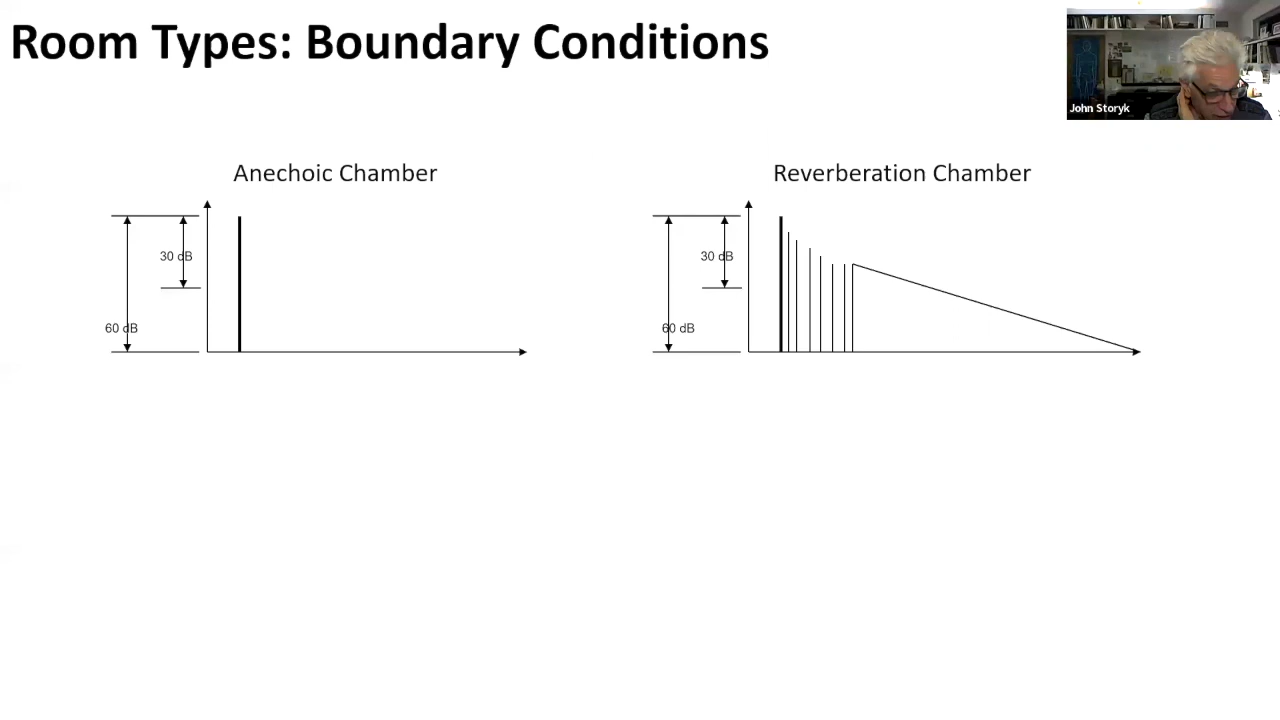 Room Types: Boundary Conditions
John Storyk
Anechoic Chamber
Reverberation Chamber
30 dB
60 dB
30 dB
60 dB